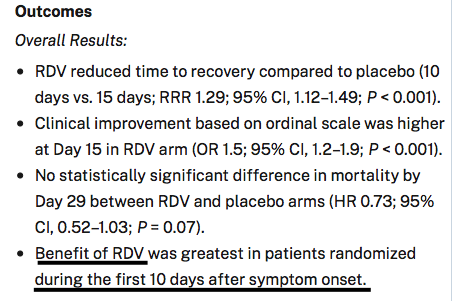 Outcomes
Overall Results:
• RDV reduced time to recovery compared to placebo (10
days vs. 15 days; RRR 1.29; 95% CI, 1.12–1.49; P < 0.001).
• Clinical improvement based on ordinal scale was higher
at Day 15 in RDV arm (OR 1.5; 95% CI, 1.2–1.9; P < 0.001).
• No statistically significant difference in mortality by
Day 29 between RDV and placebo arms (HR 0.73; 95%
CI, 0.52–1.03; P = 0.07).
• Benefit of RDV was greatest in patients randomized
during the first 10 days after symptom onset.